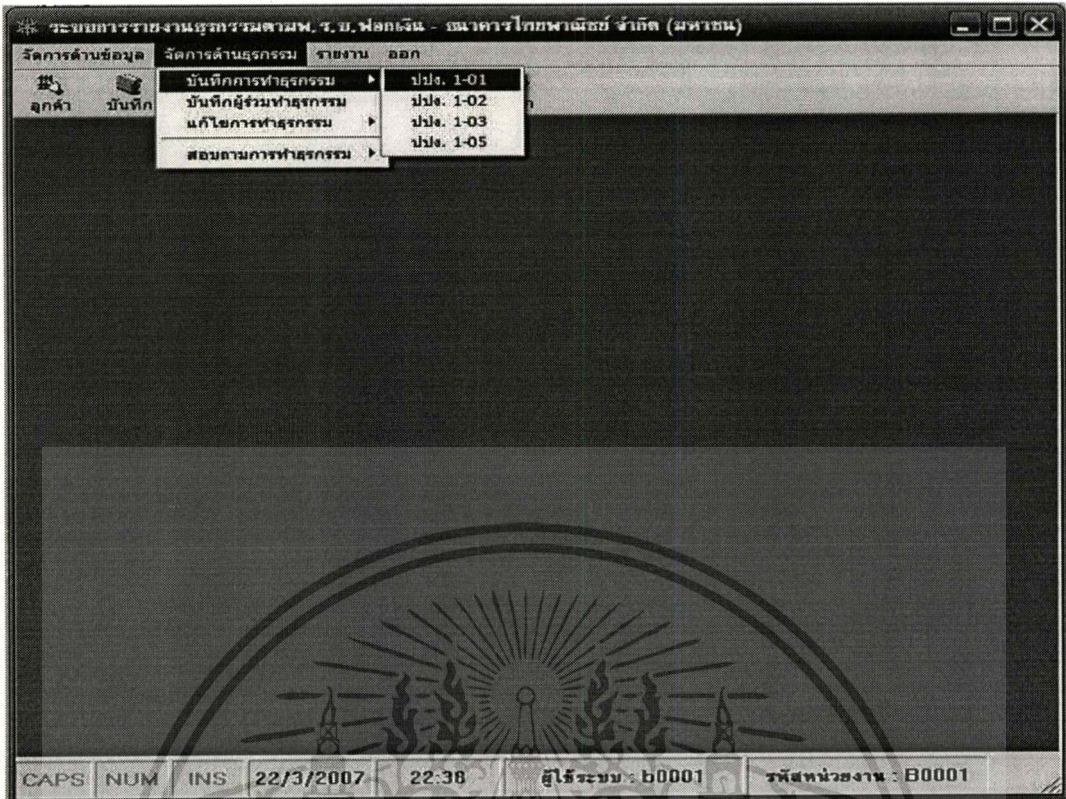 ระบบการรายงานธุรกรรมตามพ.ร.บ.ฟอกเงิน - ธนาคารไทยพาณิชย์ จำกัด (มหาชน)
จัดการด้านข้อมูล จัดการด้านธุรกรรม รายงาน ออก
ลูกค้า บันทึก
บันทึกการทำธุรกรรม
บันทึกผู้ร่วมทำธุรกรรม
แก้ไขการทำธุรกรรม
สอบถามการทำธุรกรรม
ปปง. 1-01
ปปง. 1-02
ปปง. 1-03
ปปง. 1-05
CAPS NUM INS 22/3/2007 22:38 ผู้ใช้ระบบ : b0001 รหัสหน่วยงาน : B0001